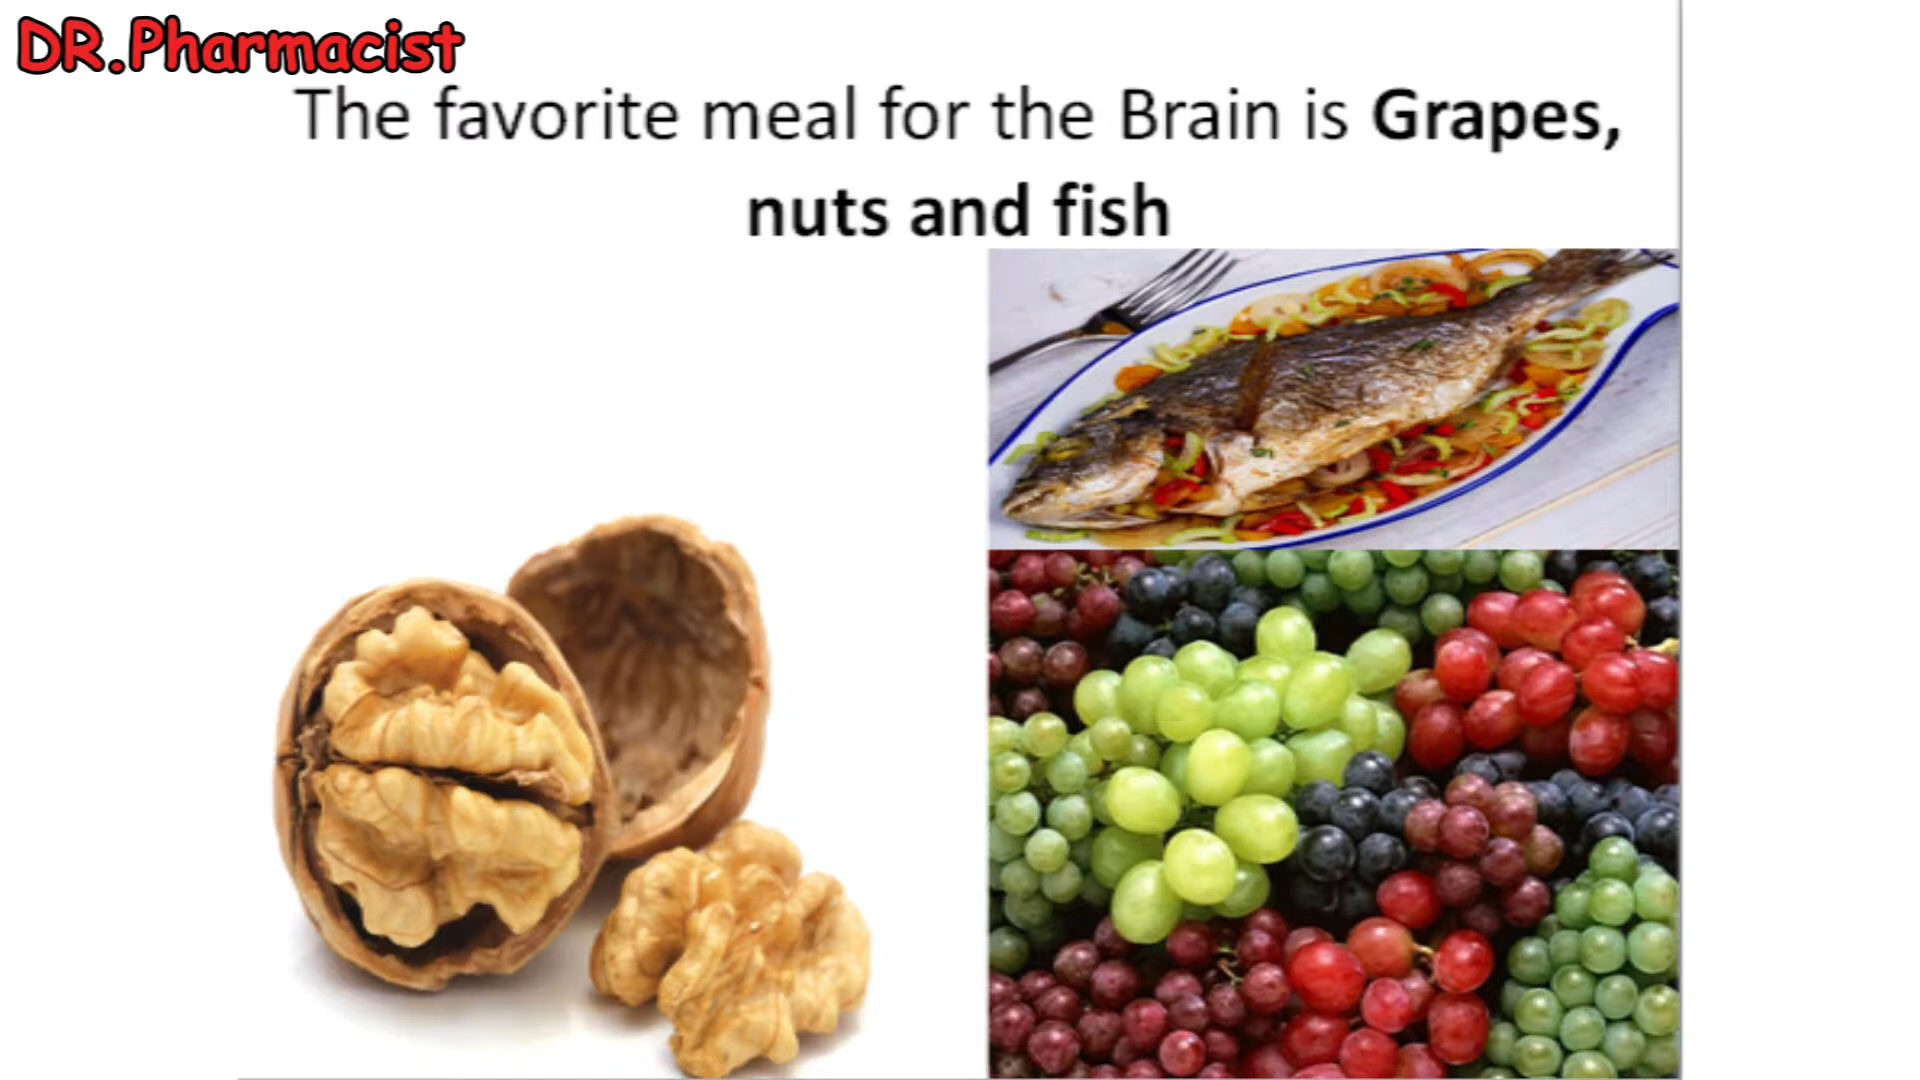 DR.Pharmacist
The favorite meal for the Brain is Grapes,
nuts and fish